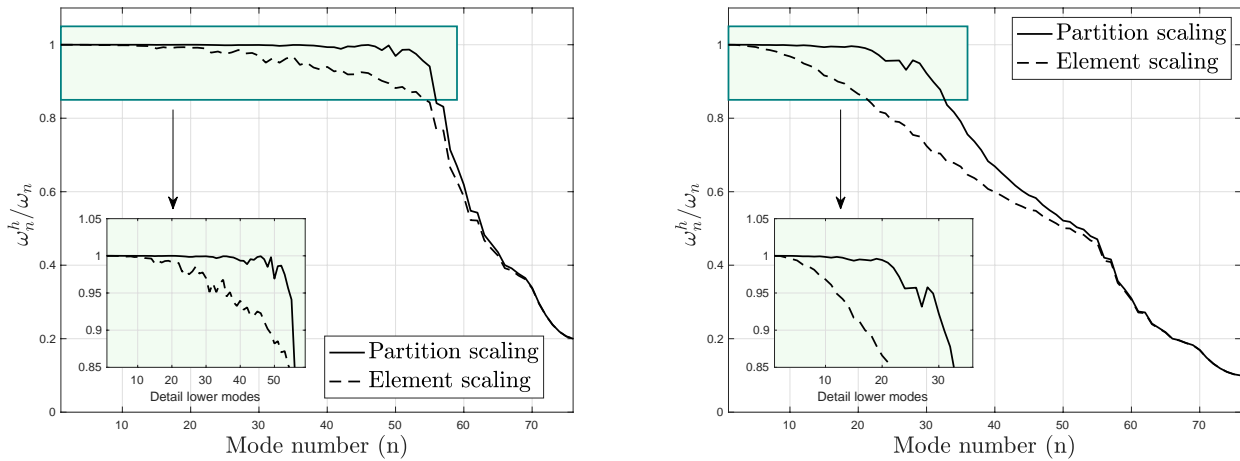 1
0.8
0.6
0.4
0.2
0
ω_n^h/ω_n
1.05
1
0.95
0.9
0.85
10 20 30 40 50
Detail lower modes
Partition scaling
Element scaling
10 20 30 40 50 60 70
Mode number (n)
1
0.8
0.6
0.4
0.2
0
ω_n^h/ω_n
Partition scaling
Element scaling
1.05
1
0.95
0.9
0.85
10 20 30
Detail lower modes
10 20 30 40 50 60 70
Mode number (n)